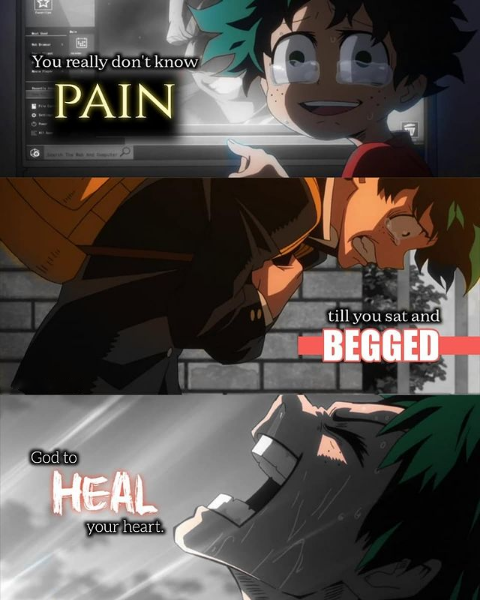 You really don't know
PAIN
till you sat and
BEGGED
God to
HEAL
your heart.